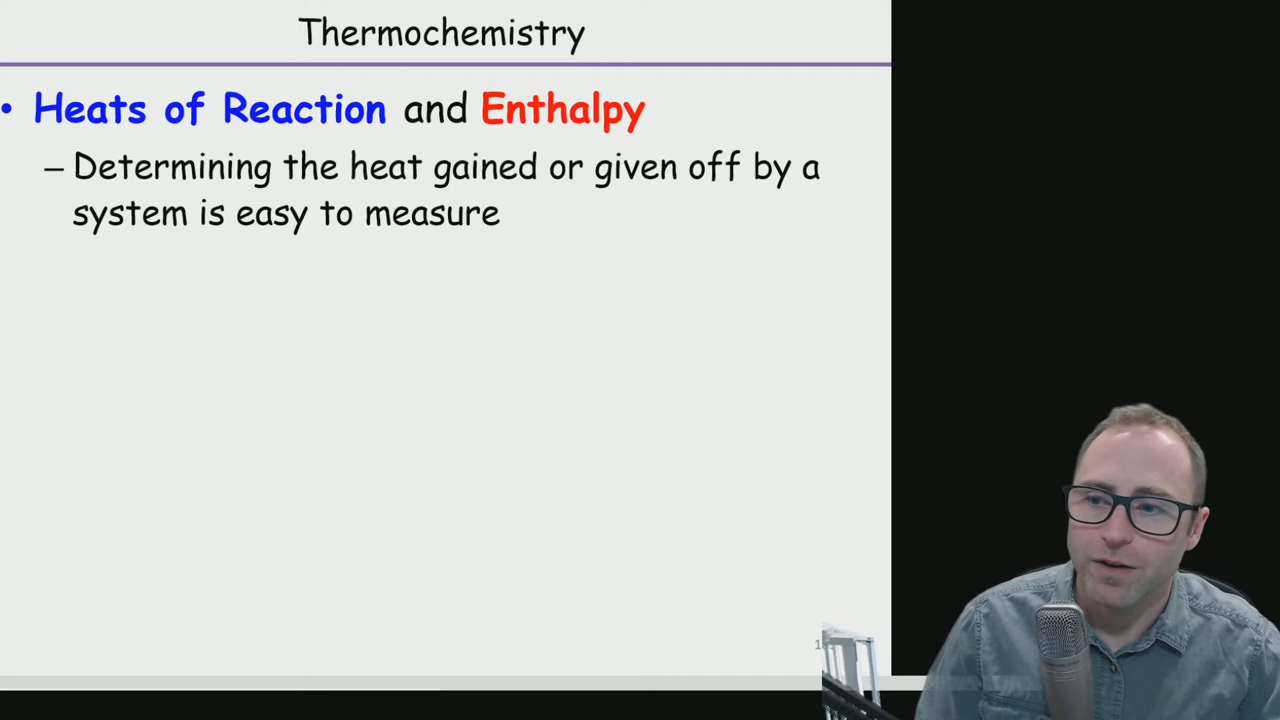 Thermochemistry
• Heats of Reaction and Enthalpy
– Determining the heat gained or given off by a
system is easy to measure